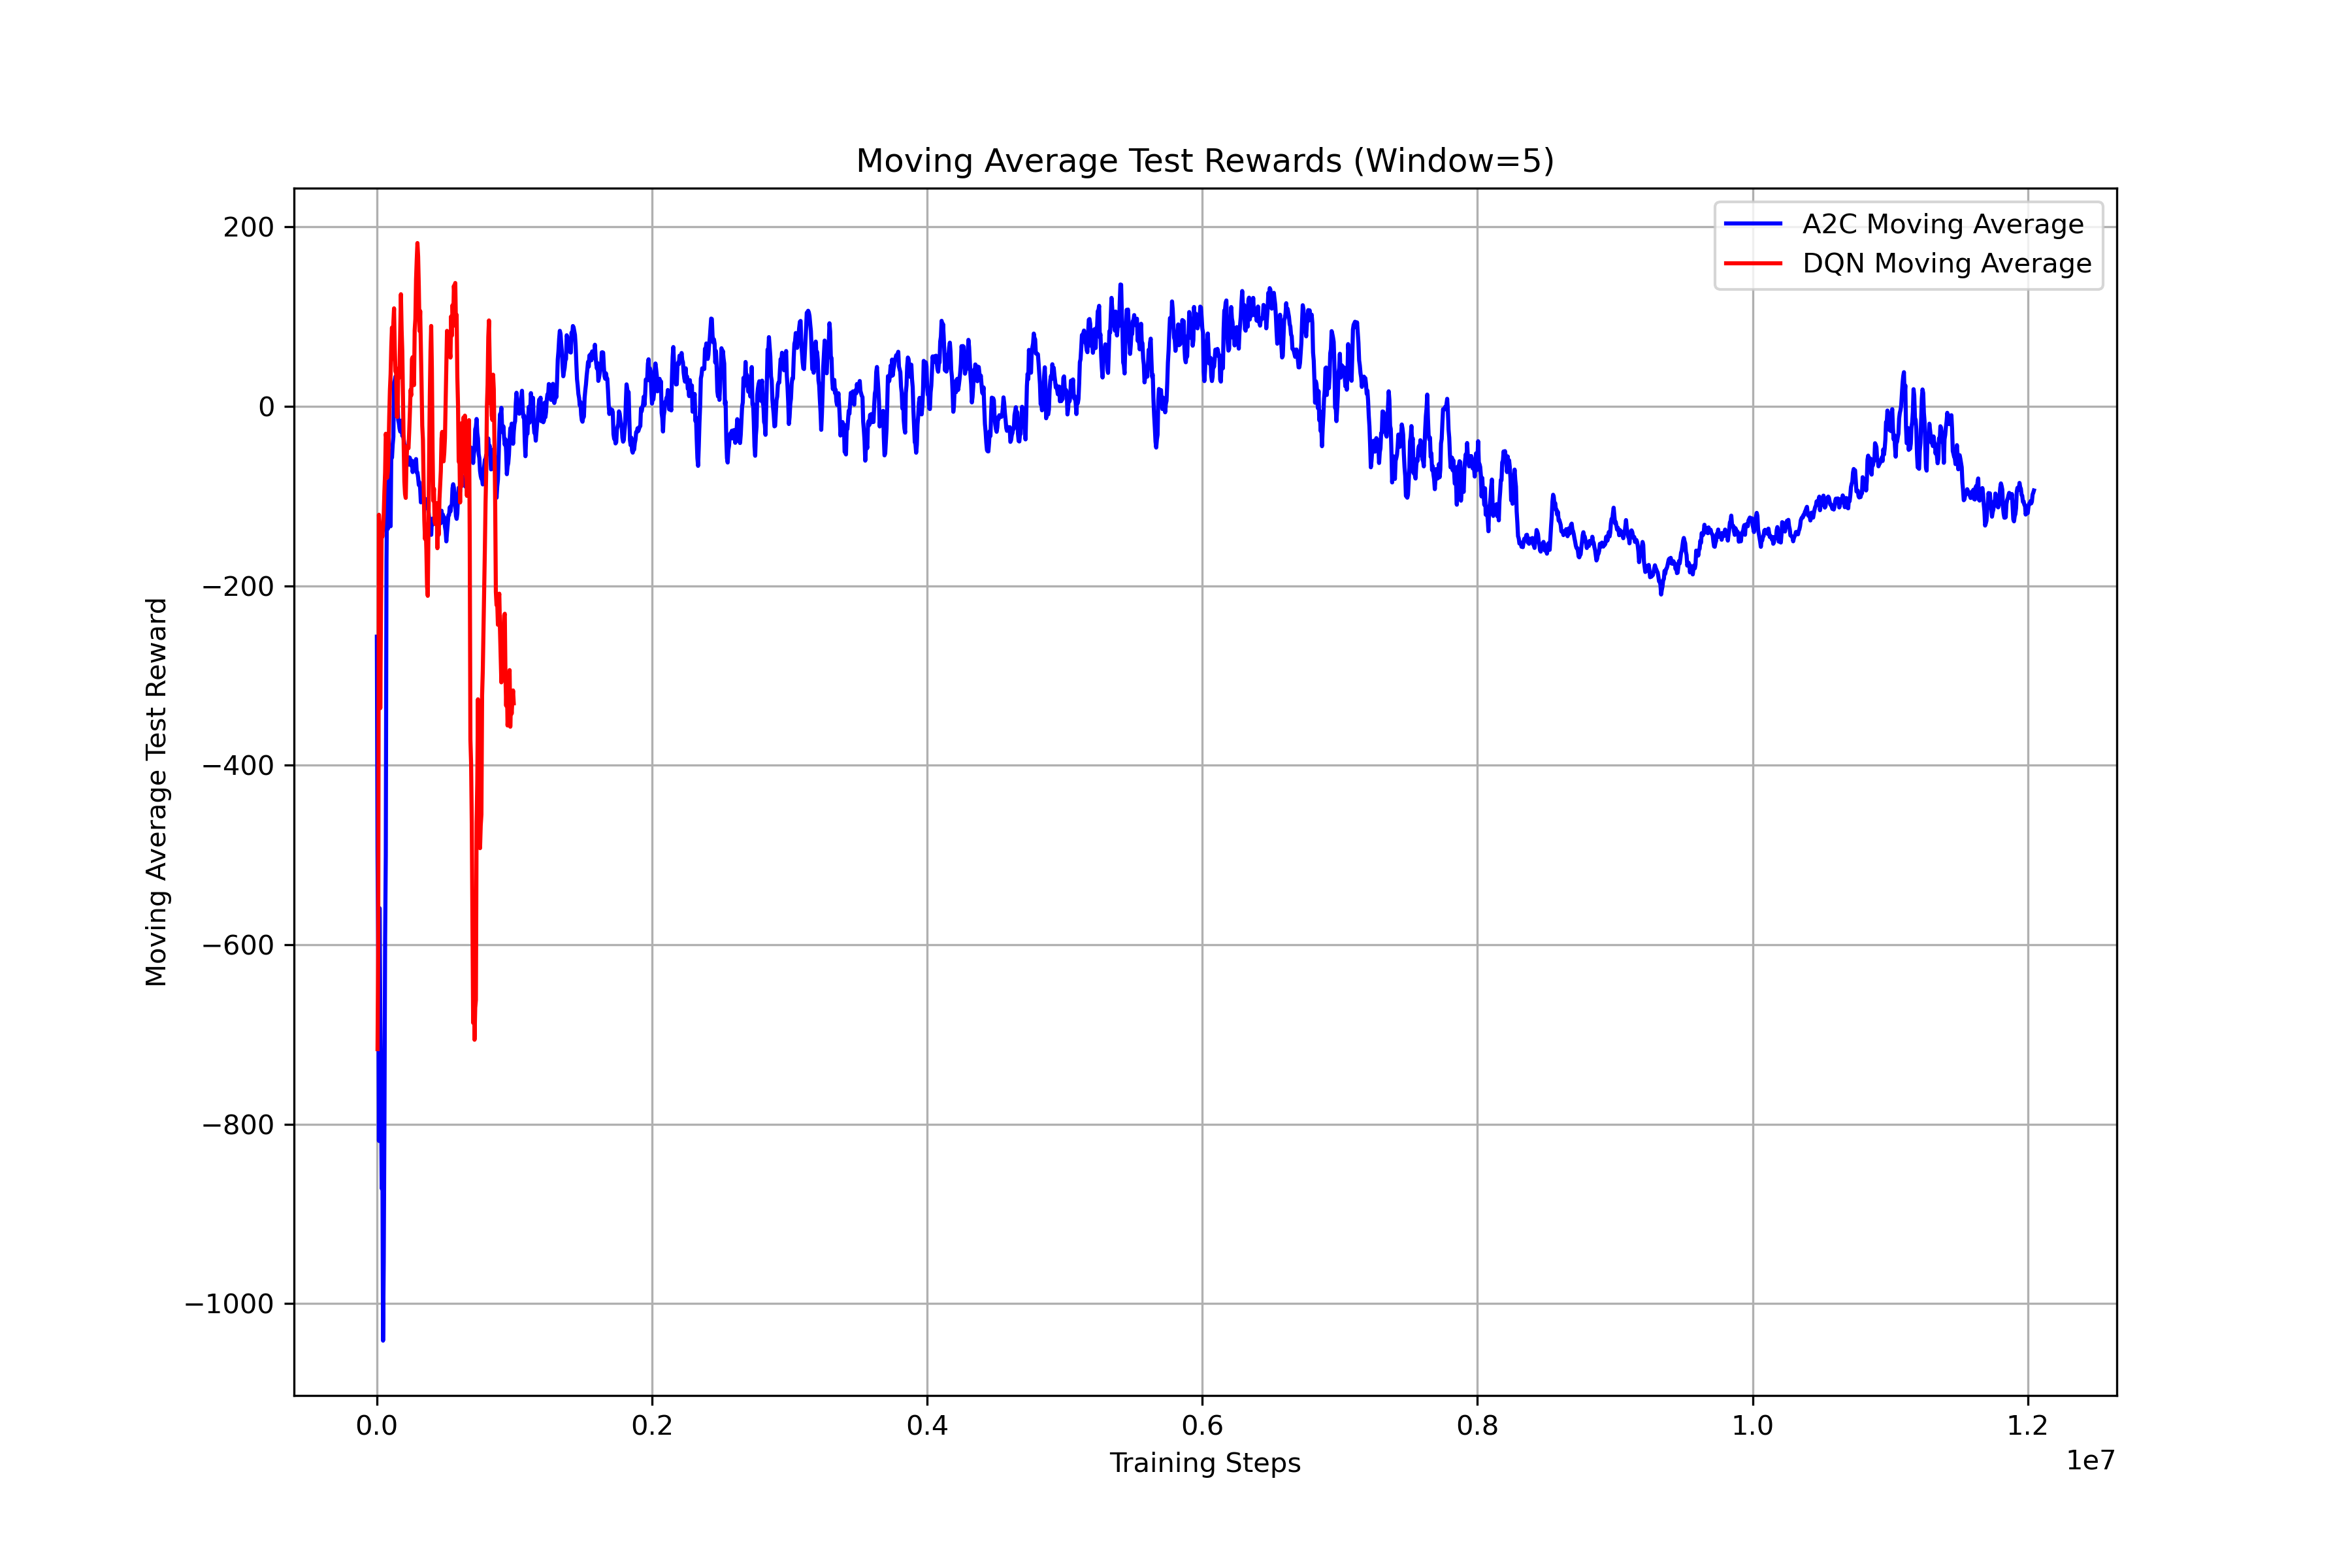 Moving Average Test Rewards (Window=5)
A2C Moving Average
DQN Moving Average
Moving Average Test Reward
200
0
−200
−400
−600
−800
−1000
0.0 0.2 0.4 0.6 0.8 1.0 1.2
1e7
Training Steps